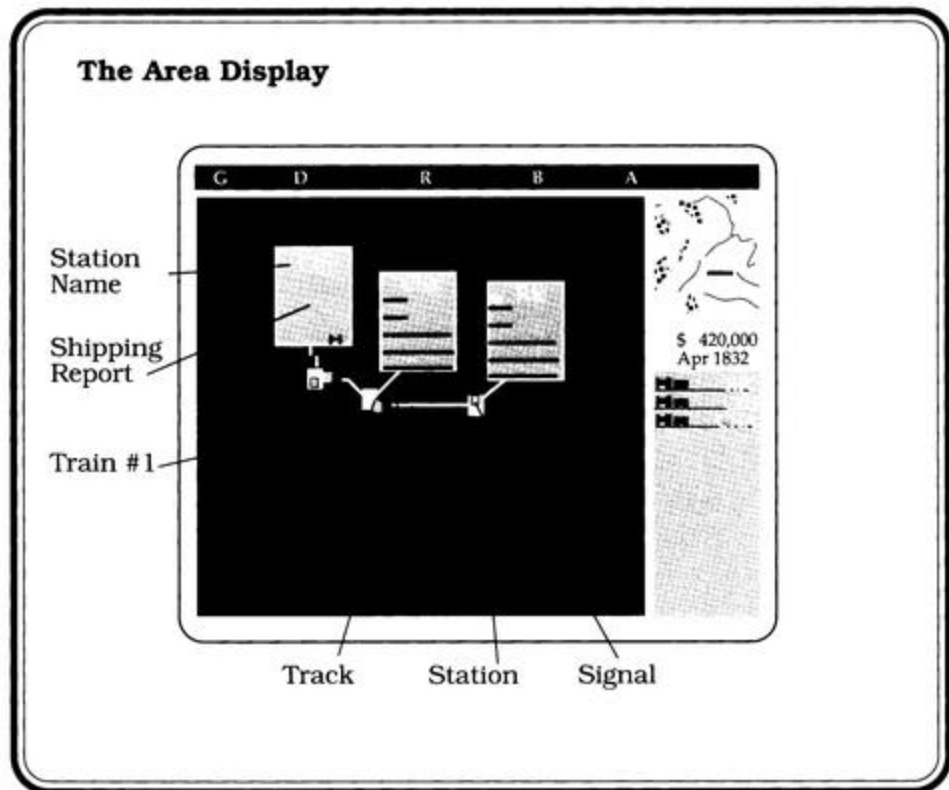 The Area Display
G D R B A
Station
Name
Shipping
Report
$ 420,000
Apr 1832
Train #1
Track Station Signal